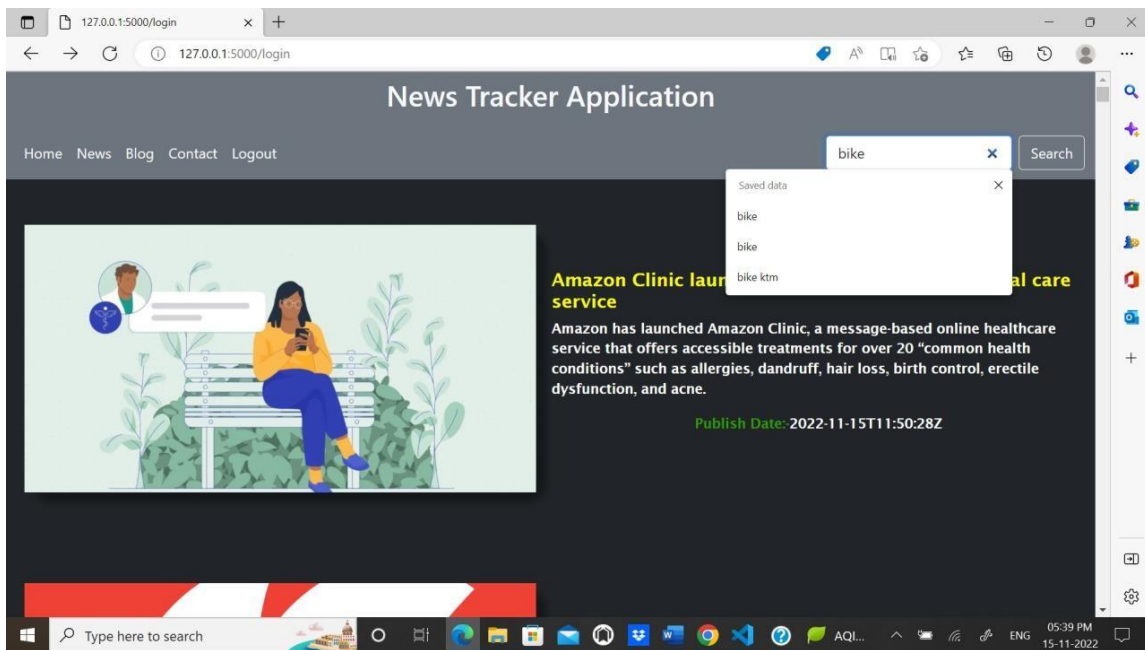 127.0.0.1:5000/login
127.0.0.1:5000/login
News Tracker Application
Home News Blog Contact Logout
bike
Search
Saved data
bike
bike
bike ktm
Amazon Clinic laun al care
service
Amazon has launched Amazon Clinic, a message-based online healthcare
service that offers accessible treatments for over 20 “common health
conditions” such as allergies, dandruff, hair loss, birth control, erectile
dysfunction, and acne.
Publish Date:-2022-11-15T11:50:28Z
Type here to search
AQI...
ENG
05:39 PM
15-11-2022